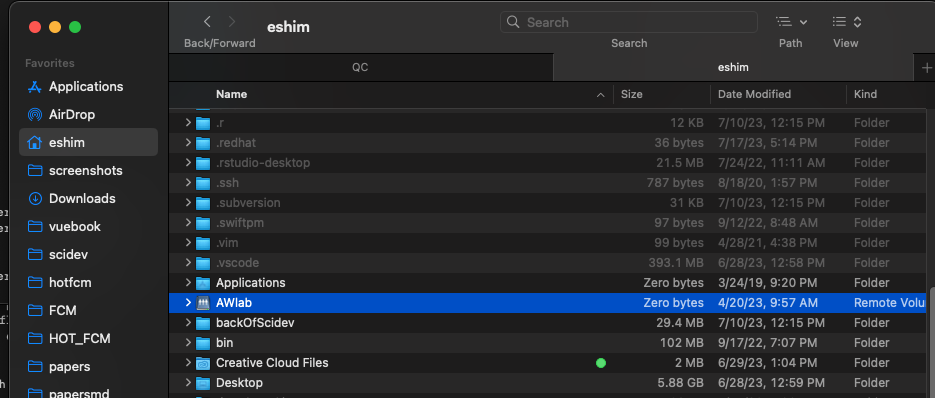 eshim
Search
Back/Forward
Search
Path
View
Favorites
Applications
AirDrop
eshim
screenshots
Downloads
vuebook
scidev
hotfcm
FCM
HOT_FCM
papers
papersmd
QC
eshim
Name Size Date Modified Kind
.r 12 KB 7/10/23, 12:15 PM Folder
.redhat 36 bytes 7/17/23, 5:14 PM Folder
.rstudio-desktop 21.5 MB 7/24/22, 11:11 AM Folder
.ssh 787 bytes 8/18/20, 1:57 PM Folder
.subversion 31 KB 7/10/23, 12:15 PM Folder
.swiftpm 97 bytes 9/12/22, 8:48 AM Folder
.vim 99 bytes 4/28/21, 4:38 PM Folder
.vscode 393.1 MB 6/28/23, 12:58 PM Folder
Applications Zero bytes 3/24/19, 9:20 PM Folder
AWlab Zero bytes 4/20/23, 9:57 AM Remote Volu
backOfScidev 29.4 MB 7/10/23, 12:15 PM Folder
bin 102 MB 9/17/22, 7:07 PM Folder
Creative Cloud Files 2 MB 6/29/23, 1:04 PM Folder
Desktop 5.88 GB 6/28/23, 12:59 PM Folder